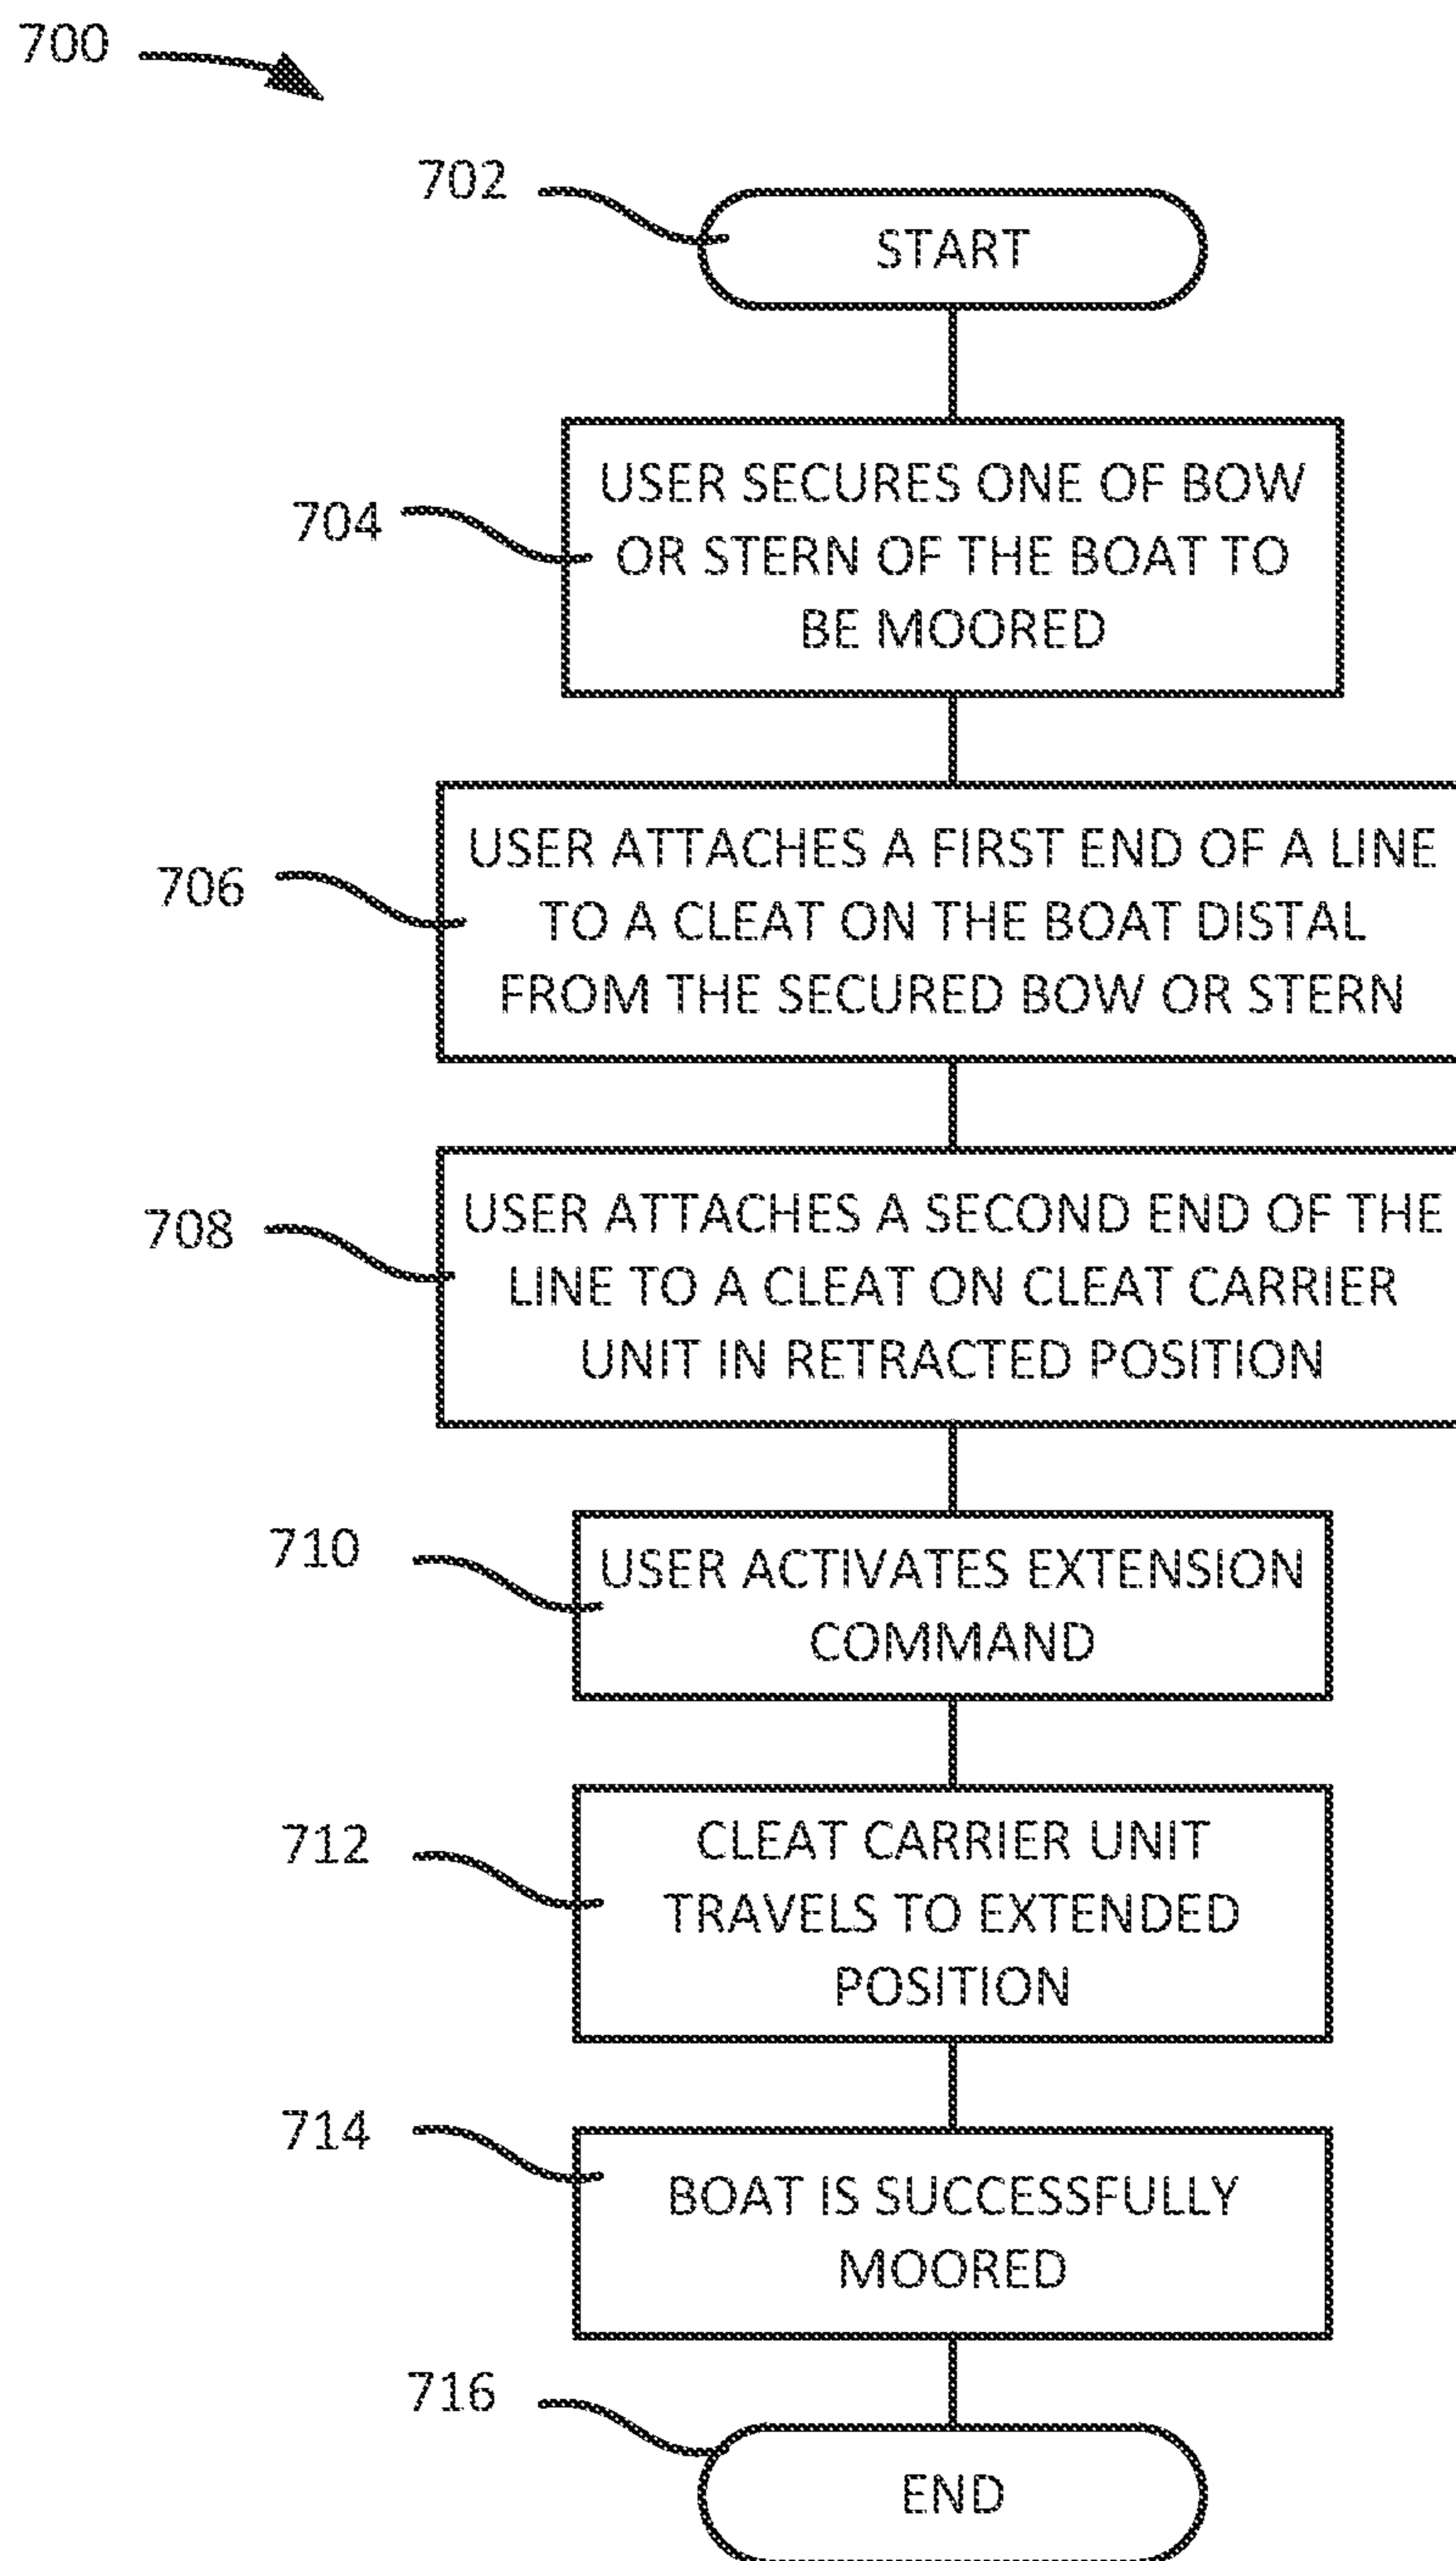 700
702
START
704
USER SECURES ONE OF BOW
OR STERN OF THE BOAT TO
BE MOORED
706
USER ATTACHES A FIRST END OF A LINE
TO A CLEAT ON THE BOAT DISTAL
FROM THE SECURED BOW OR STERN
708
USER ATTACHES A SECOND END OF THE
LINE TO A CLEAT ON CLEAT CARRIER
UNIT IN RETRACTED POSITION
710
USER ACTIVATES EXTENSION
COMMAND
712
CLEAT CARRIER UNIT
TRAVELS TO EXTENDED
POSITION
714
BOAT IS SUCCESSFULLY
MOORED
716
END